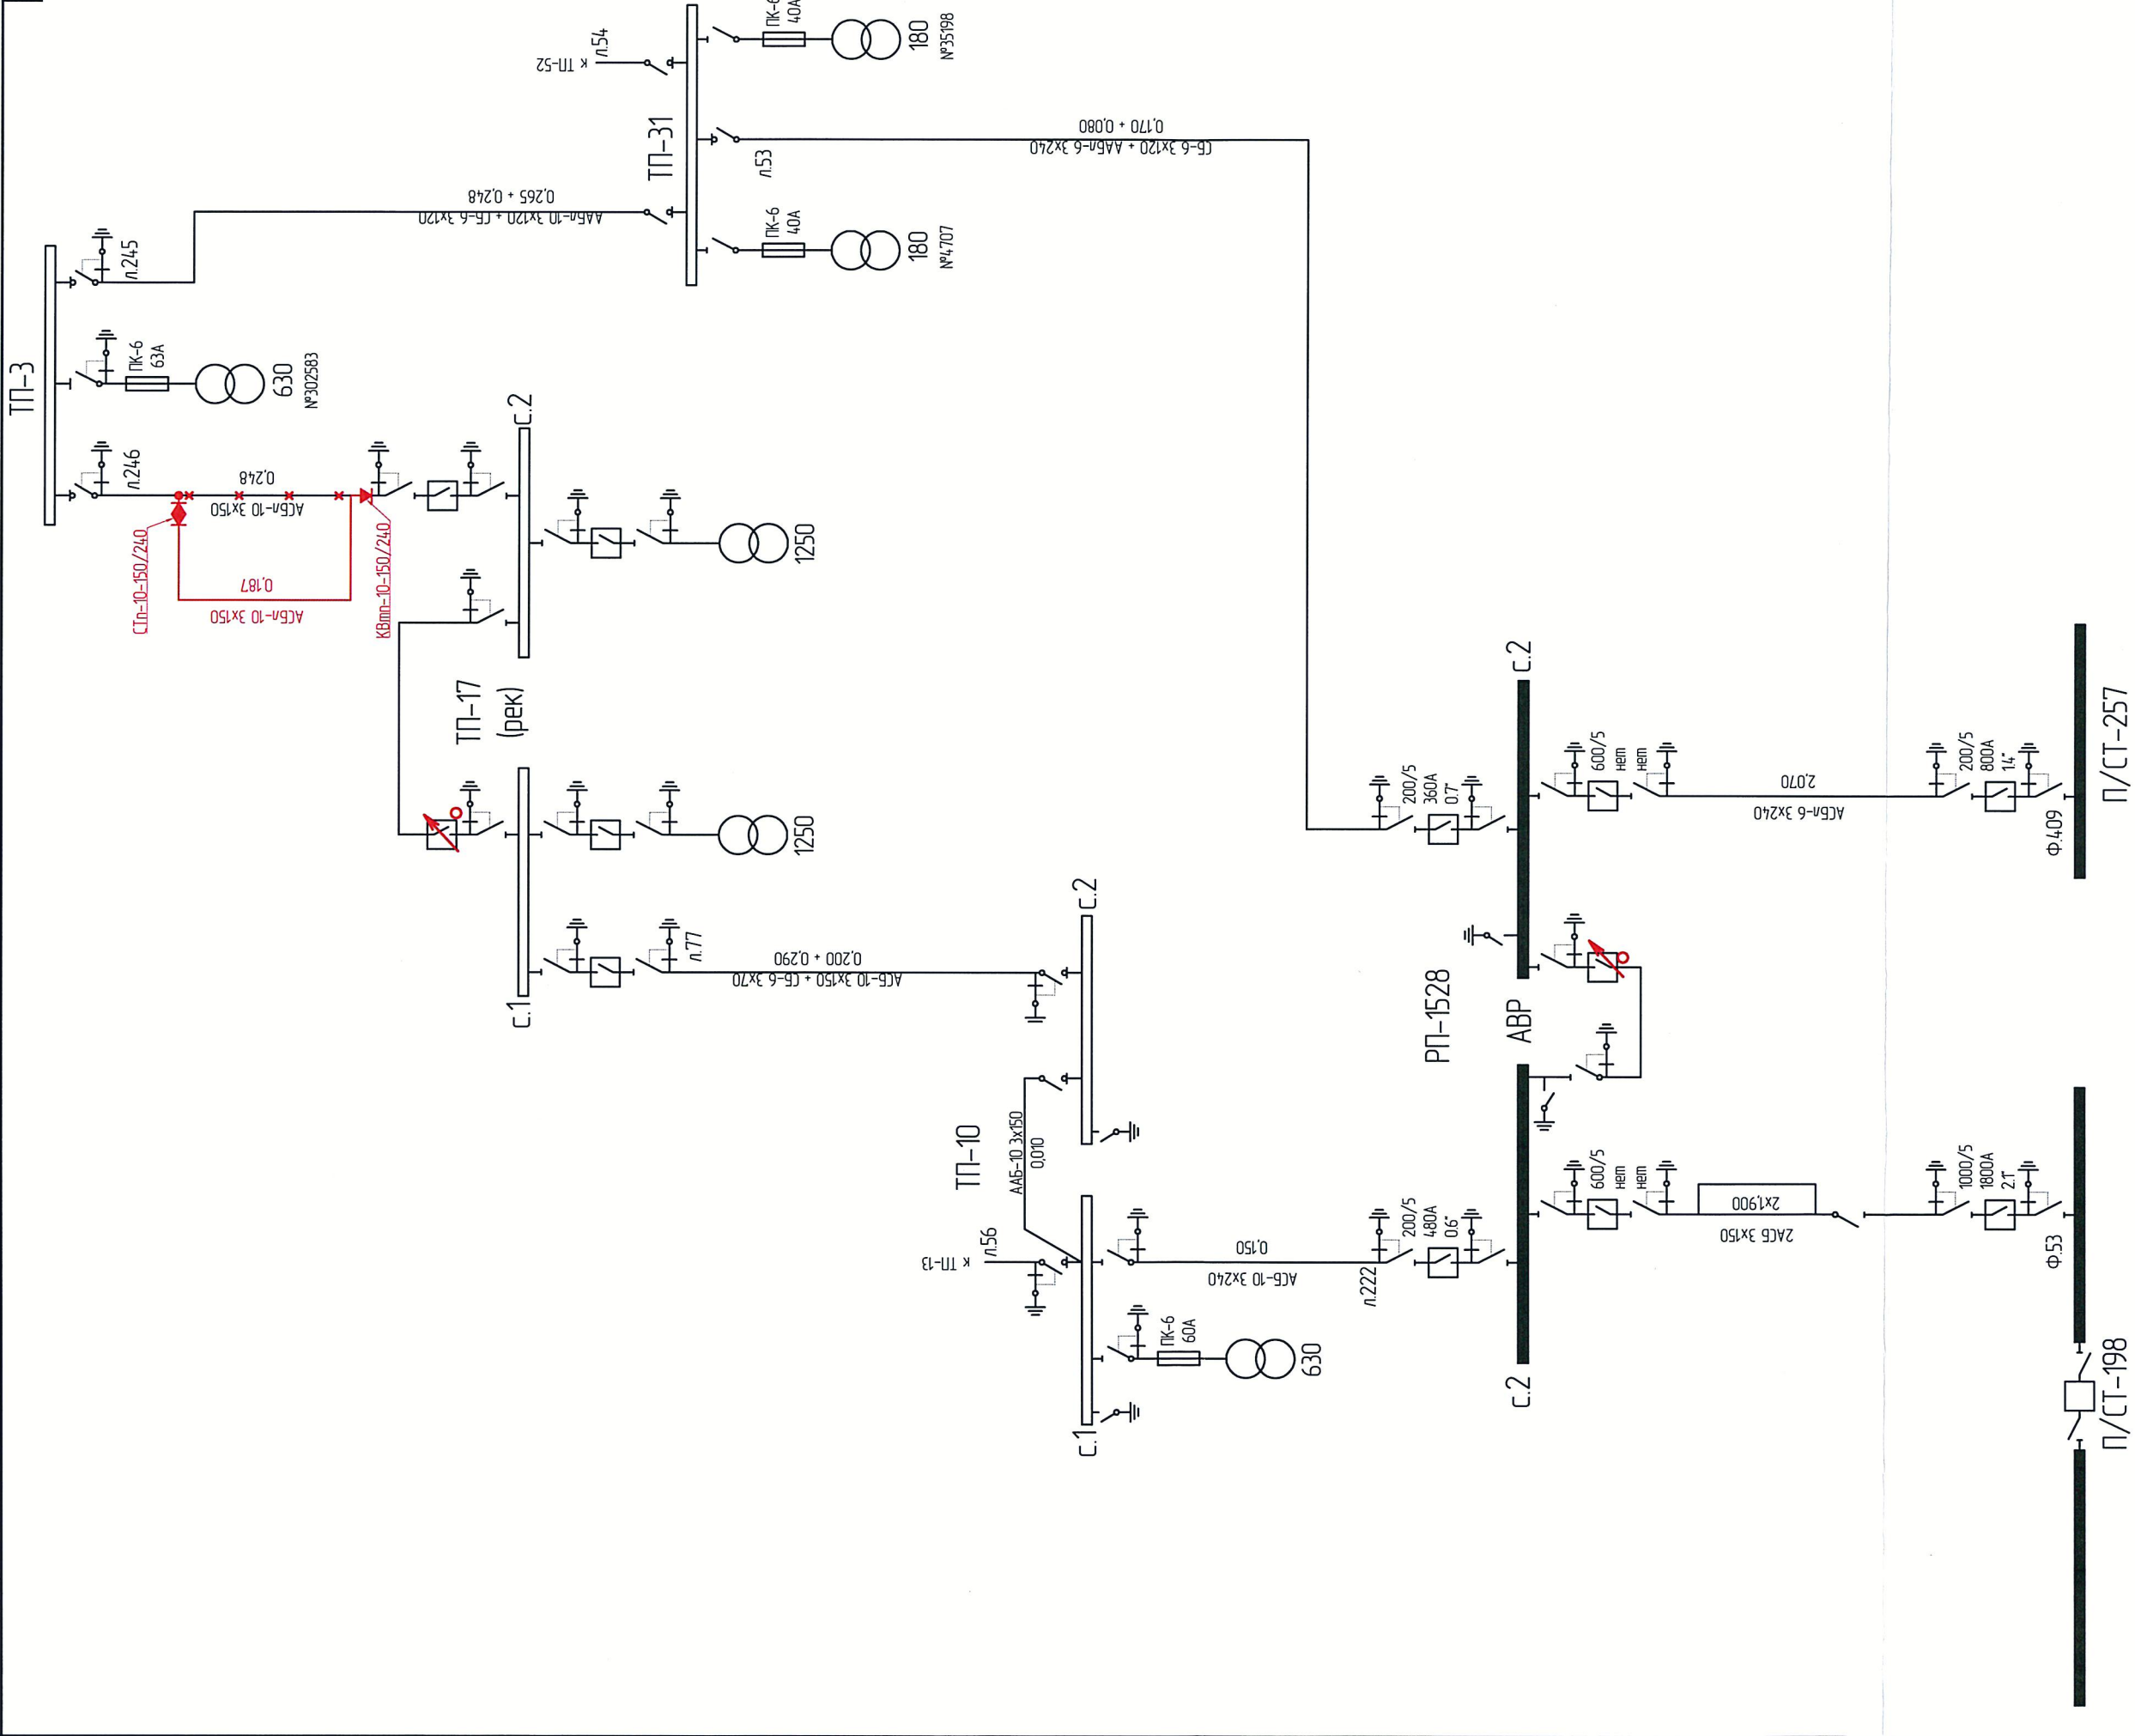 ТП-3
л.246
0,248
АСБл-10 3х150
СТп-10-150/240
0,187
АСБл-10 3х150
КВтп-10-150/240
ПК-6
63А
630
№302583
л.245
0,265 + 0,248
ААБл-10 3х120 + СБ-6 3х120
к ТП-52
л.54
ТП-31
ПК-6
40А
180
№35198
л.53
0,170 + 0,080
СБ-6 3х120 + ААБл-6 3х240
ПК-6
40А
180
№4707
с.2
1250
ТП-17
(рек)
1250
с.1
л.77
0,200 + 0,290
АСБ-10 3х150 + СБ-6 3х70
с.2
ТП-10
ААБ-10 3х150
0,010
к ТП-13
л.56
с.1
ПК-6
60А
630
0,150
АСБ-10 3х240
л.222
200/5
480А
0.6"
200/5
360А
0.7"
с.2
РП-1528
АВР
с.2
600/5
нет
нет
2,070
АСБл-6 3х240
200/5
800А
1.4"
Ф.409
П/СТ-257
600/5
нет
нет
2х1,900
2АСБ 3х150
1000/5
1800А
2.1"
Ф.53
П/СТ-198